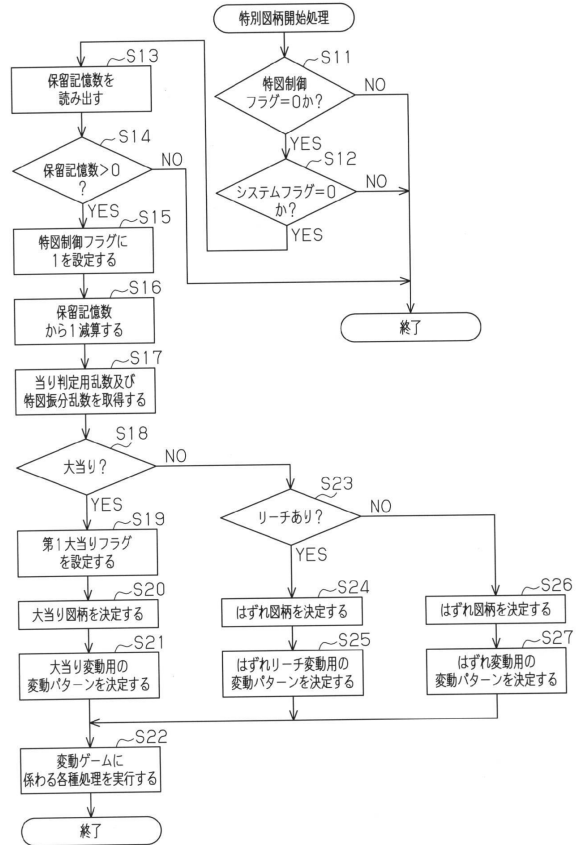 特別図柄開始処理
S11
特図制御
フラグ=0か?
NO
YES
S12
システムフラグ=0
か?
NO
YES
S13
保留記憶数を
読み出す
S14
保留記憶数>0
?
NO
YES
終了
S15
特図制御フラグに
1を設定する
S16
保留記憶数
から1減算する
S17
当り判定用乱数及び
特図振分乱数を取得する
S18
大当り?
NO
YES
S19
第1大当りフラグ
を設定する
S20
大当り図柄を決定する
S21
大当り変動用の
変動パターンを決定する
S23
リーチあり?
NO
YES
S24
はずれ図柄を決定する
S25
はずれリーチ変動用の
変動パターンを決定する
S26
はずれ図柄を決定する
S27
はずれ変動用の
変動パターンを決定する
S22
変動ゲームに
係わる各種処理を実行する
終了